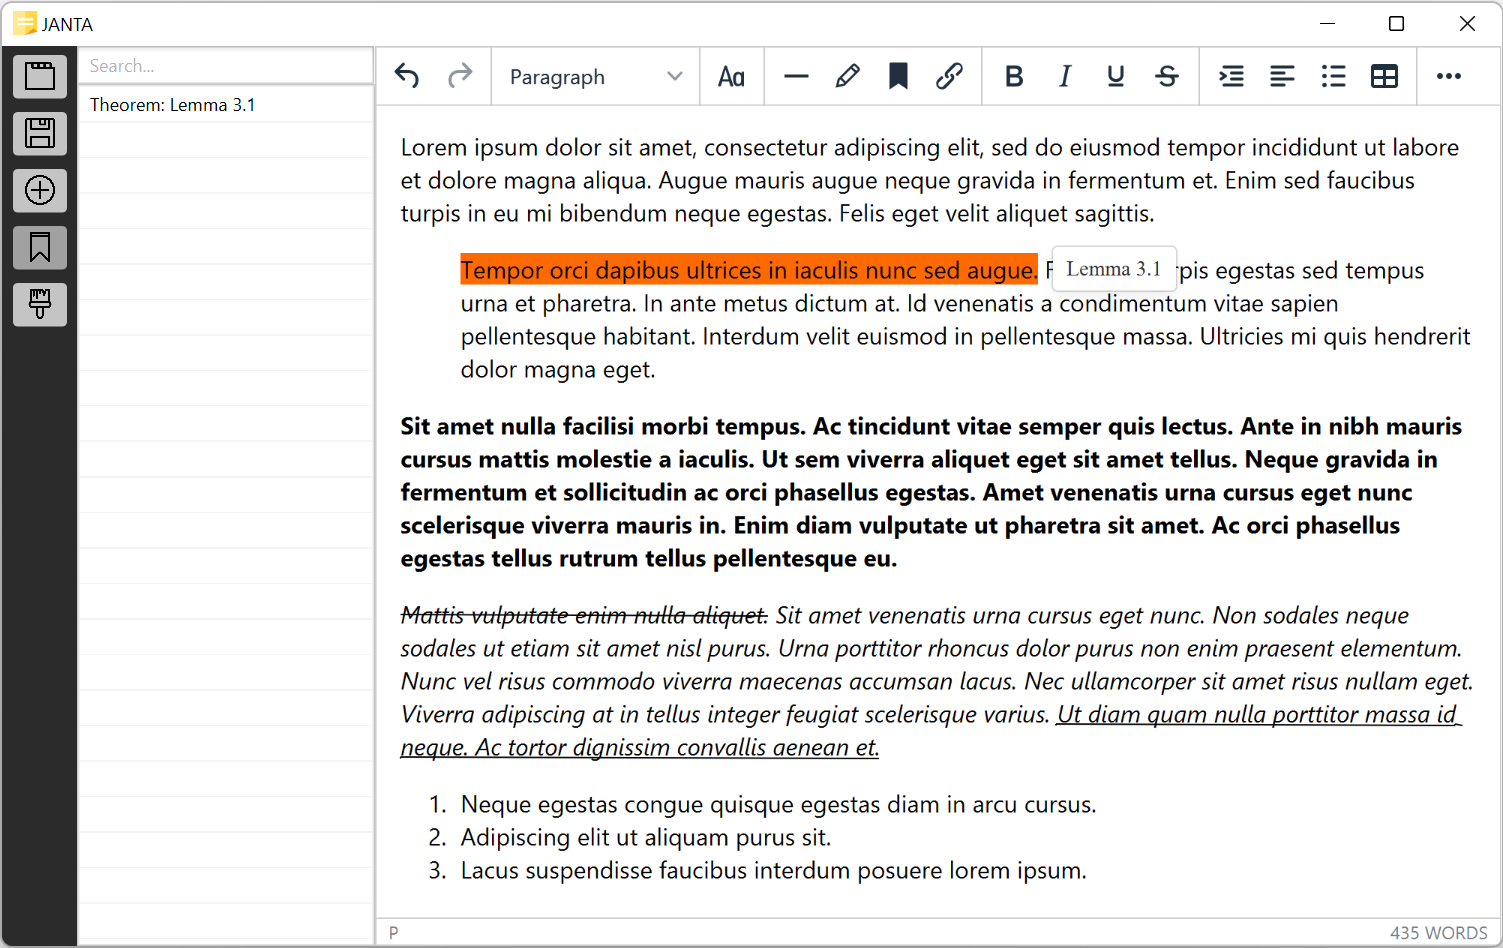 JANTA
Search...
Theorem: Lemma 3.1
Paragraph
Aa
B I U S
Lorem ipsum dolor sit amet, consectetur adipiscing elit, sed do eiusmod tempor incididunt ut labore
et dolore magna aliqua. Augue mauris augue neque gravida in fermentum et. Enim sed faucibus
turpis in eu mi bibendum neque egestas. Felis eget velit aliquet sagittis.
Tempor orci dapibus ultrices in iaculis nunc sed augue. Lemma 3.1 rpis egestas sed tempus
urna et pharetra. In ante metus dictum at. Id venenatis a condimentum vitae sapien
pellentesque habitant. Interdum velit euismod in pellentesque massa. Ultricies mi quis hendrerit
dolor magna eget.
Sit amet nulla facilisi morbi tempus. Ac tincidunt vitae semper quis lectus. Ante in nibh mauris
cursus mattis molestie a iaculis. Ut sem viverra aliquet eget sit amet tellus. Neque gravida in
fermentum et sollicitudin ac orci phasellus egestas. Amet venenatis urna cursus eget nunc
scelerisque viverra mauris in. Enim diam vulputate ut pharetra sit amet. Ac orci phasellus
egestas tellus rutrum tellus pellentesque eu.
Mattis vulputate enim nulla aliquet. Sit amet venenatis urna cursus eget nunc. Non sodales neque
sodales ut etiam sit amet nisl purus. Urna porttitor rhoncus dolor purus non enim praesent elementum.
Nunc vel risus commodo viverra maecenas accumsan lacus. Nec ullamcorper sit amet risus nullam eget.
Viverra adipiscing at in tellus integer feugiat scelerisque varius. Ut diam quam nulla porttitor massa id
neque. Ac tortor dignissim convallis aenean et.
1. Neque egestas congue quisque egestas diam in arcu cursus.
2. Adipiscing elit ut aliquam purus sit.
3. Lacus suspendisse faucibus interdum posuere lorem ipsum.
P
435 WORDS